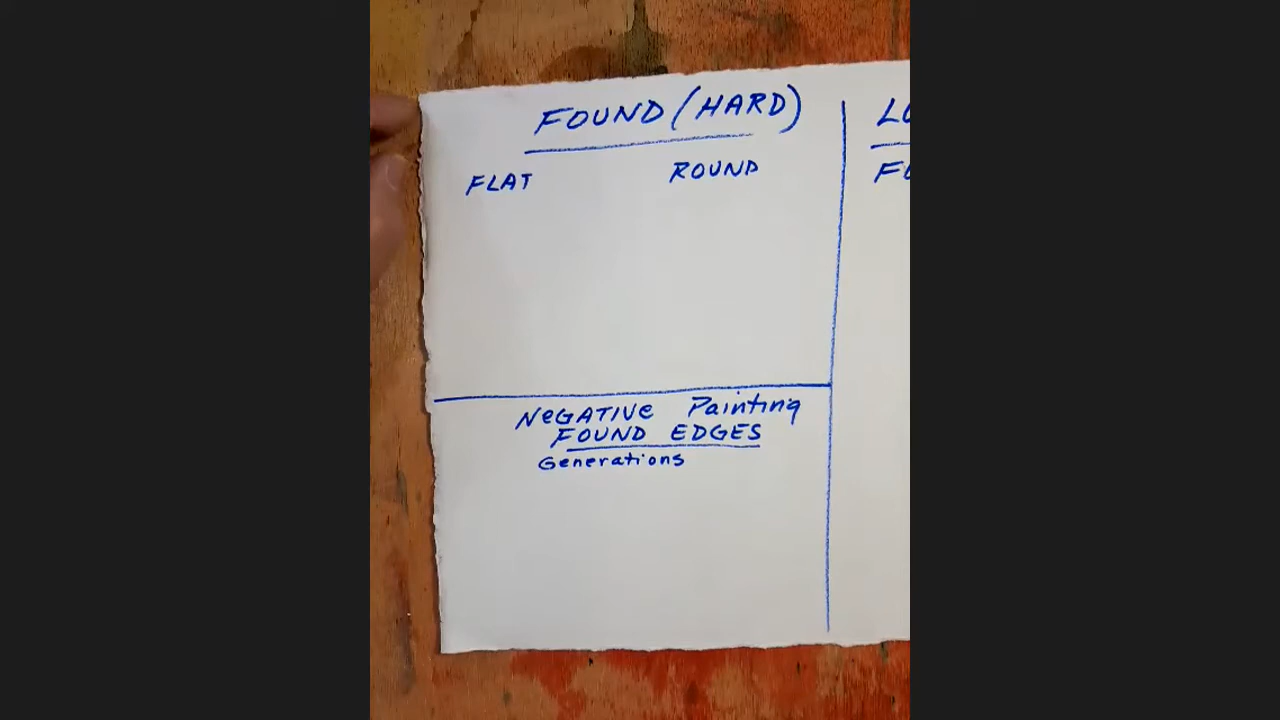 FOUND (HARD)
FLAT ROUND
NEGATIVE Painting
FOUND EDGES
Generations